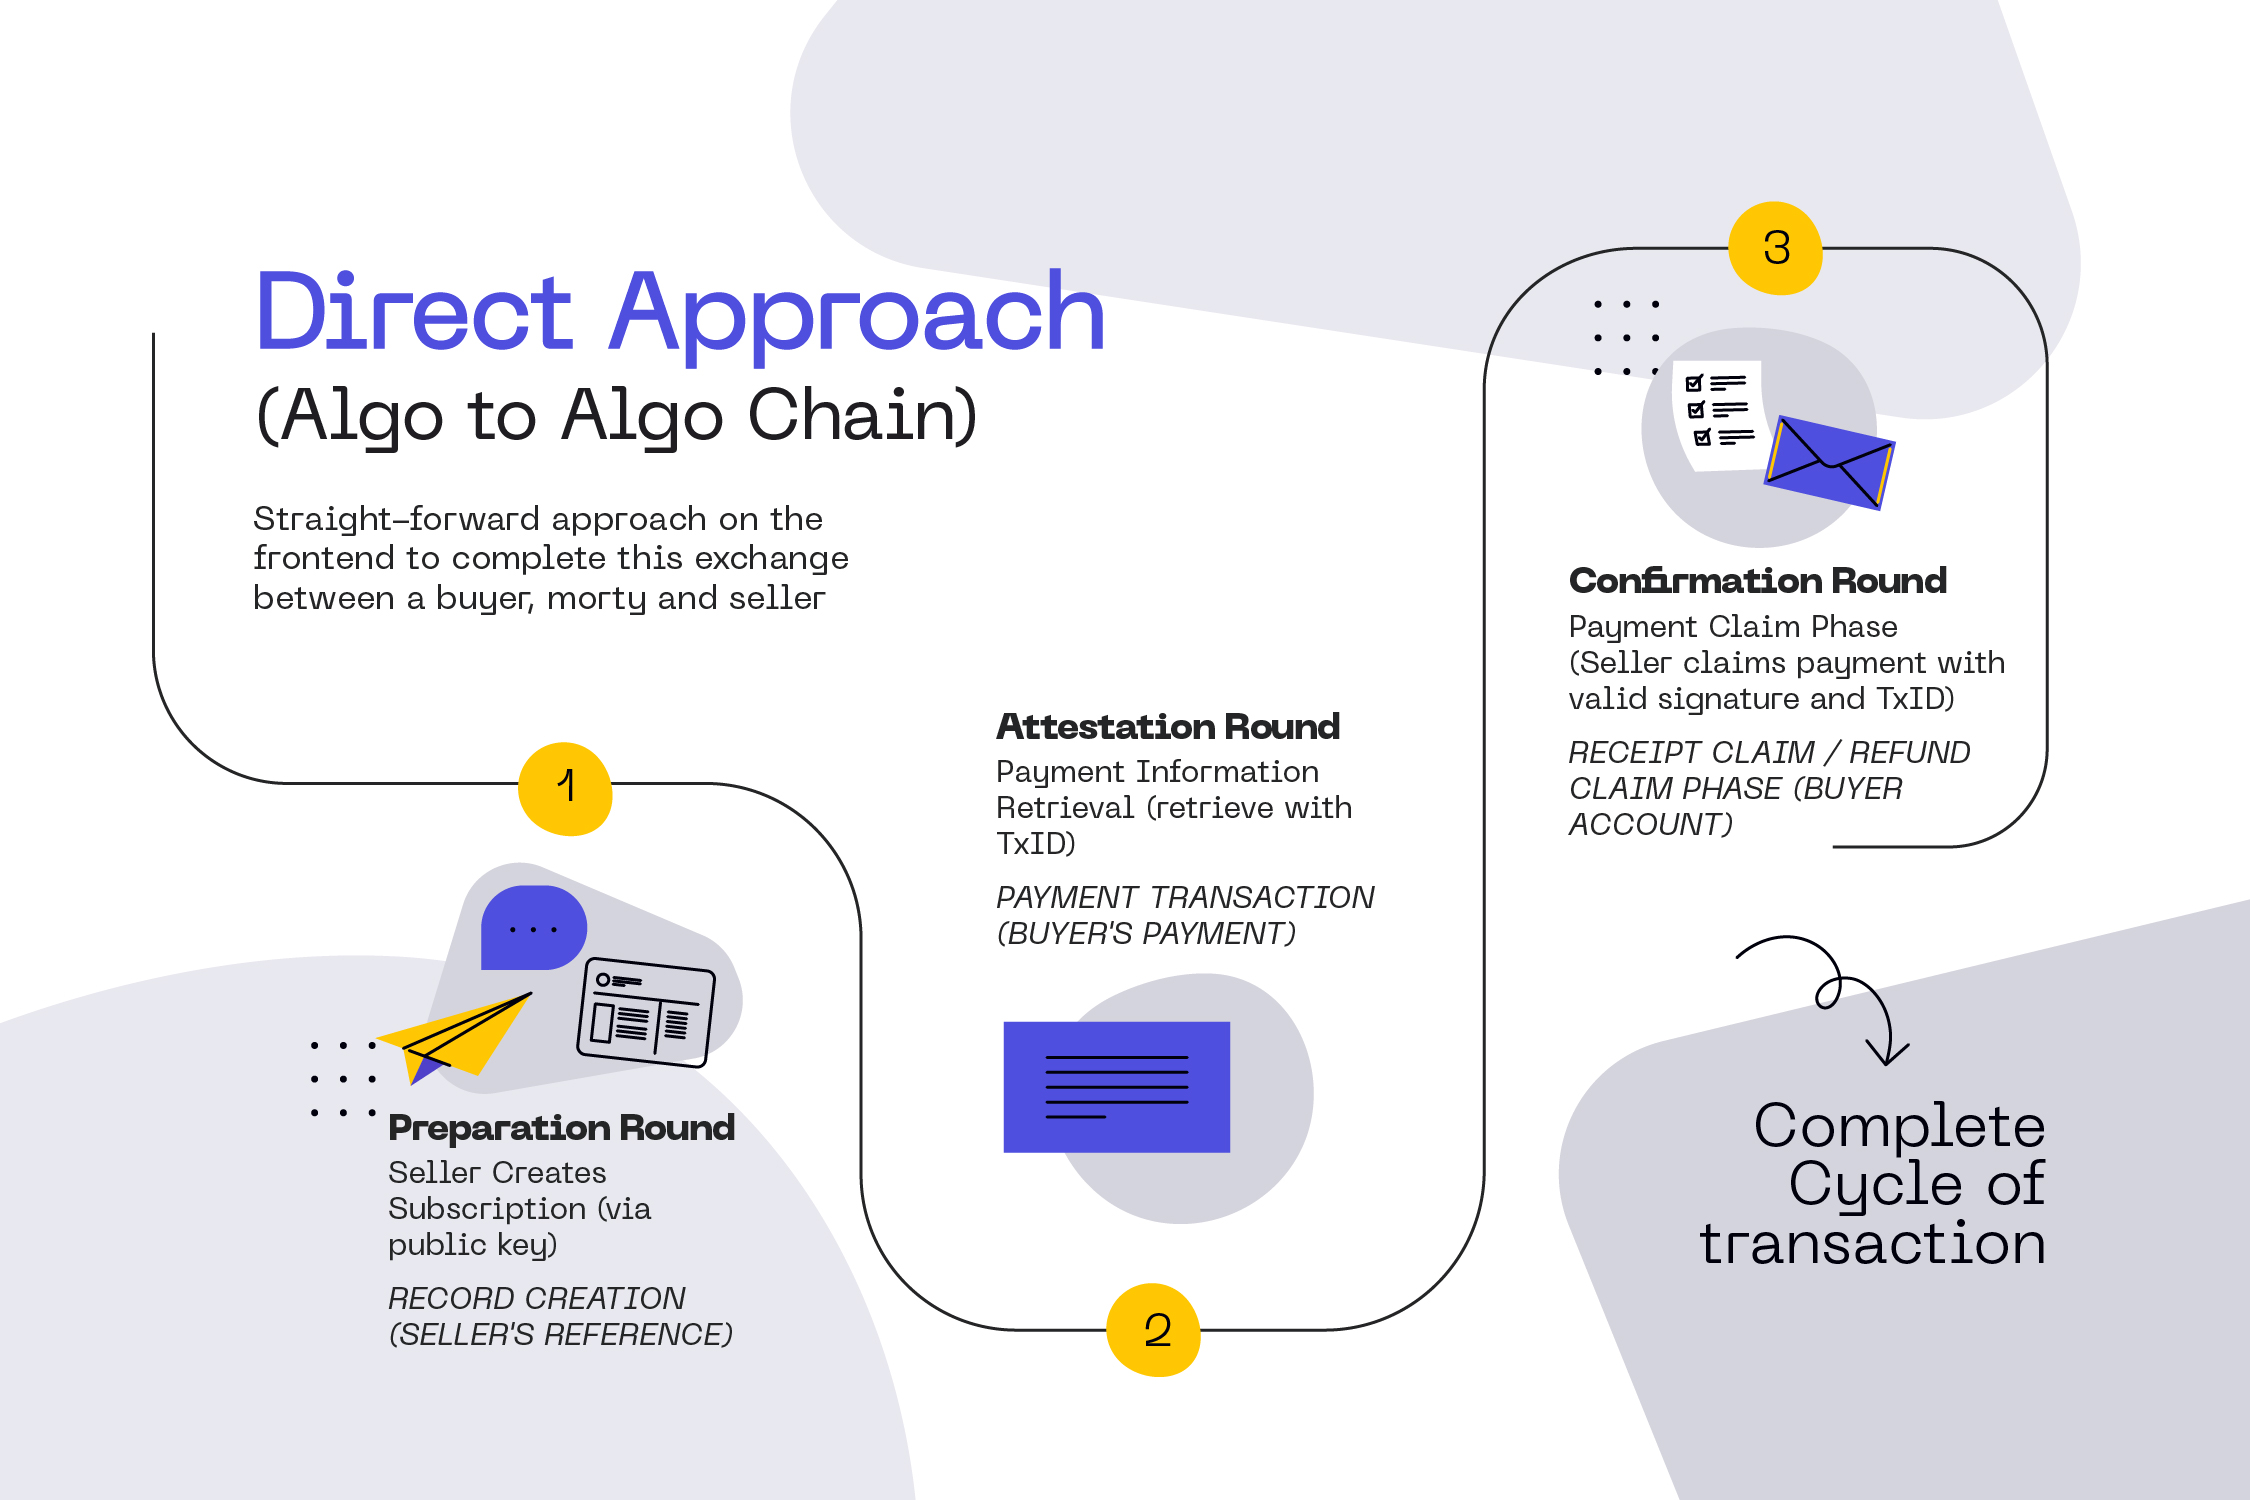 Direct Approach
(Algo to Algo Chain)
Straight-forward approach on the
frontend to complete this exchange
between a buyer, morty and seller
1
Preparation Round
Seller Creates
Subscription (via
public key)
RECORD CREATION
(SELLER'S REFERENCE)
Attestation Round
Payment Information
Retrieval (retrieve with
TxID)
PAYMENT TRANSACTION
(BUYER'S PAYMENT)
2
3
Confirmation Round
Payment Claim Phase
(Seller claims payment with
valid signature and TxID)
RECEIPT CLAIM / REFUND
CLAIM PHASE (BUYER
ACCOUNT)
Complete
Cycle of
transaction